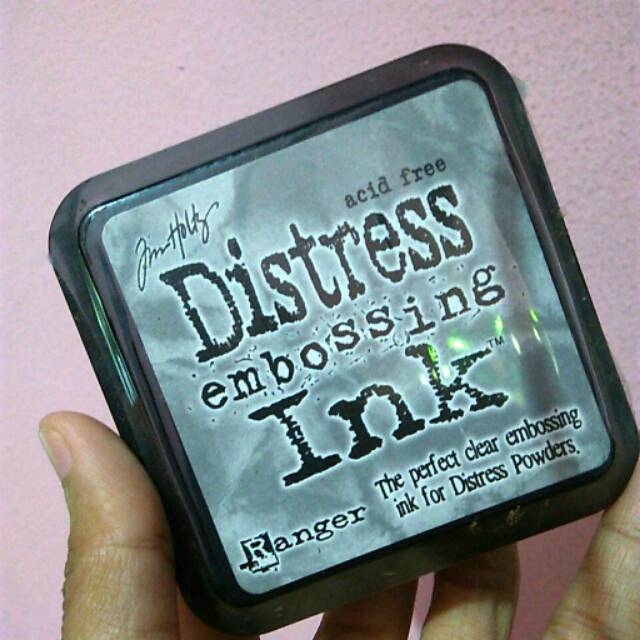 acid free
Tim Holtz
Distress
embossing
Ink™
The perfect clear embossing
ink for Distress Powders.
Ranger